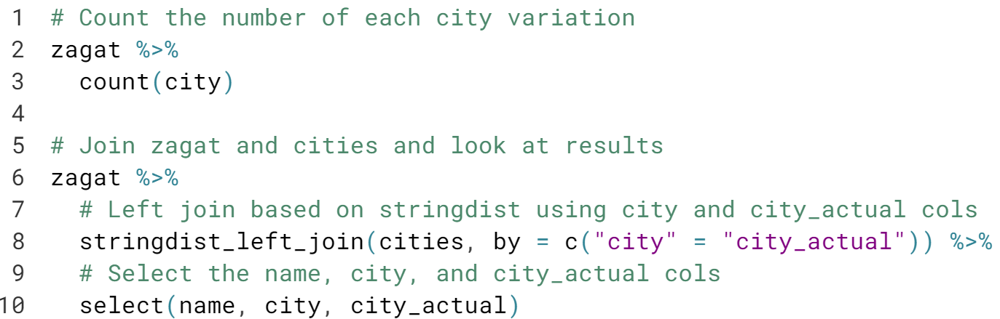 1 # Count the number of each city variation
2 zagat %>%
3   count(city)
4
5 # Join zagat and cities and look at results
6 zagat %>%
7   # Left join based on stringdist using city and city_actual cols
8   stringdist_left_join(cities, by = c("city" = "city_actual")) %>%
9   # Select the name, city, and city_actual cols
10   select(name, city, city_actual)